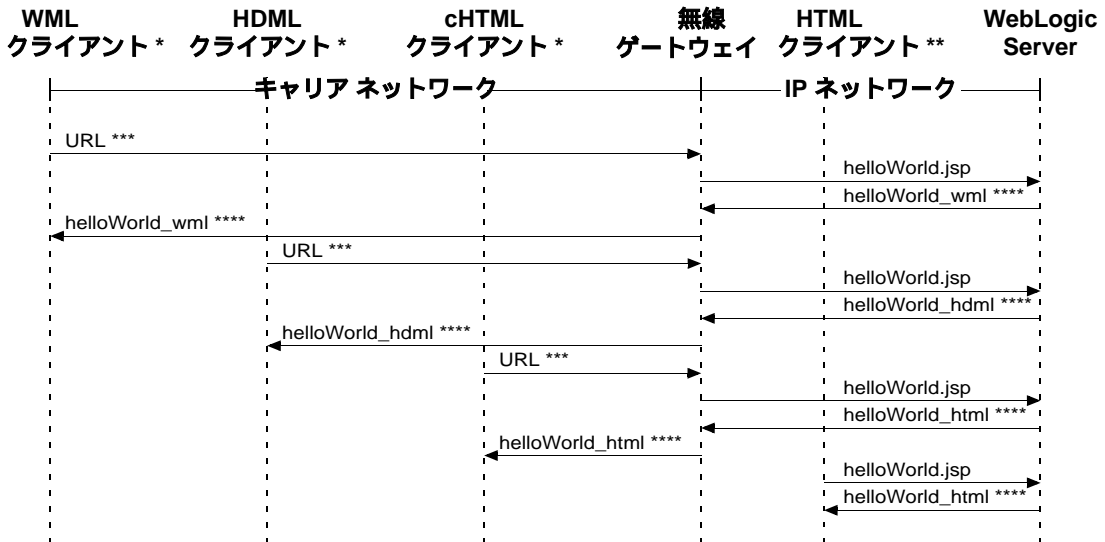 WML
クライアント *
HDML
クライアント *
cHTML
クライアント *
無線
ゲートウェイ
HTML
クライアント **
WebLogic
Server
キャリア ネットワーク
IP ネットワーク
URL ***
helloWorld.jsp
helloWorld_wml ****
helloWorld_wml ****
URL ***
helloWorld.jsp
helloWorld_hdml ****
helloWorld_hdml ****
URL ***
helloWorld.jsp
helloWorld_html ****
helloWorld_html ****
helloWorld.jsp
helloWorld_html ****